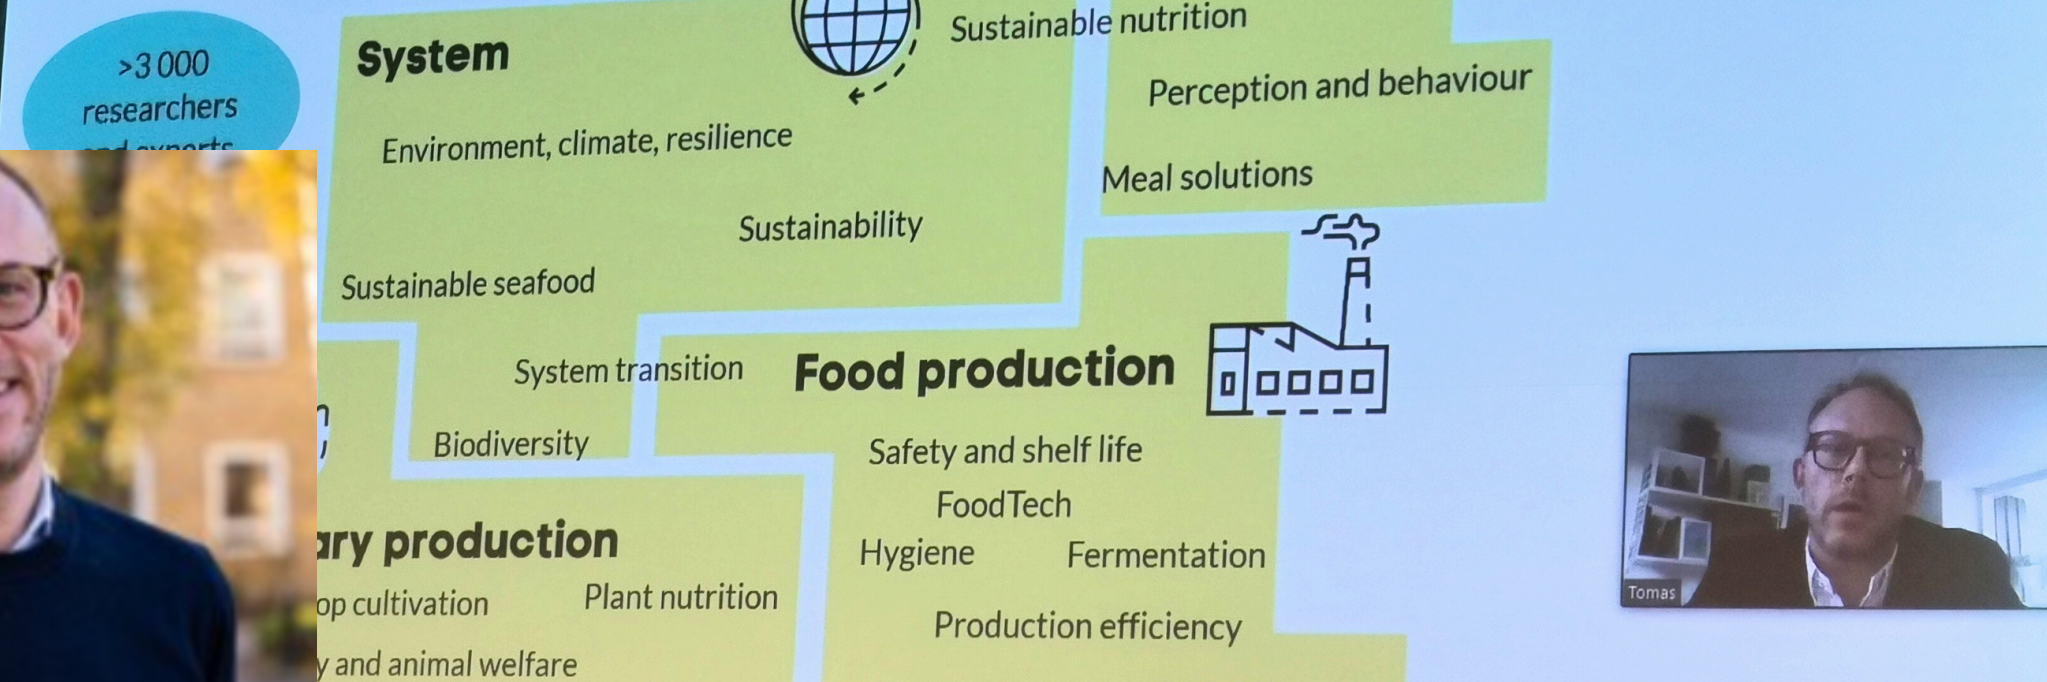 >3 000
researchers
and experts
System
Environment, climate, resilience
Sustainability
Sustainable seafood
System transition
Biodiversity
Sustainable nutrition
Perception and behaviour
Meal solutions
Food production
Safety and shelf life
FoodTech
Hygiene
Fermentation
Production efficiency
ary production
op cultivation
Plant nutrition
y and animal welfare
Tomas